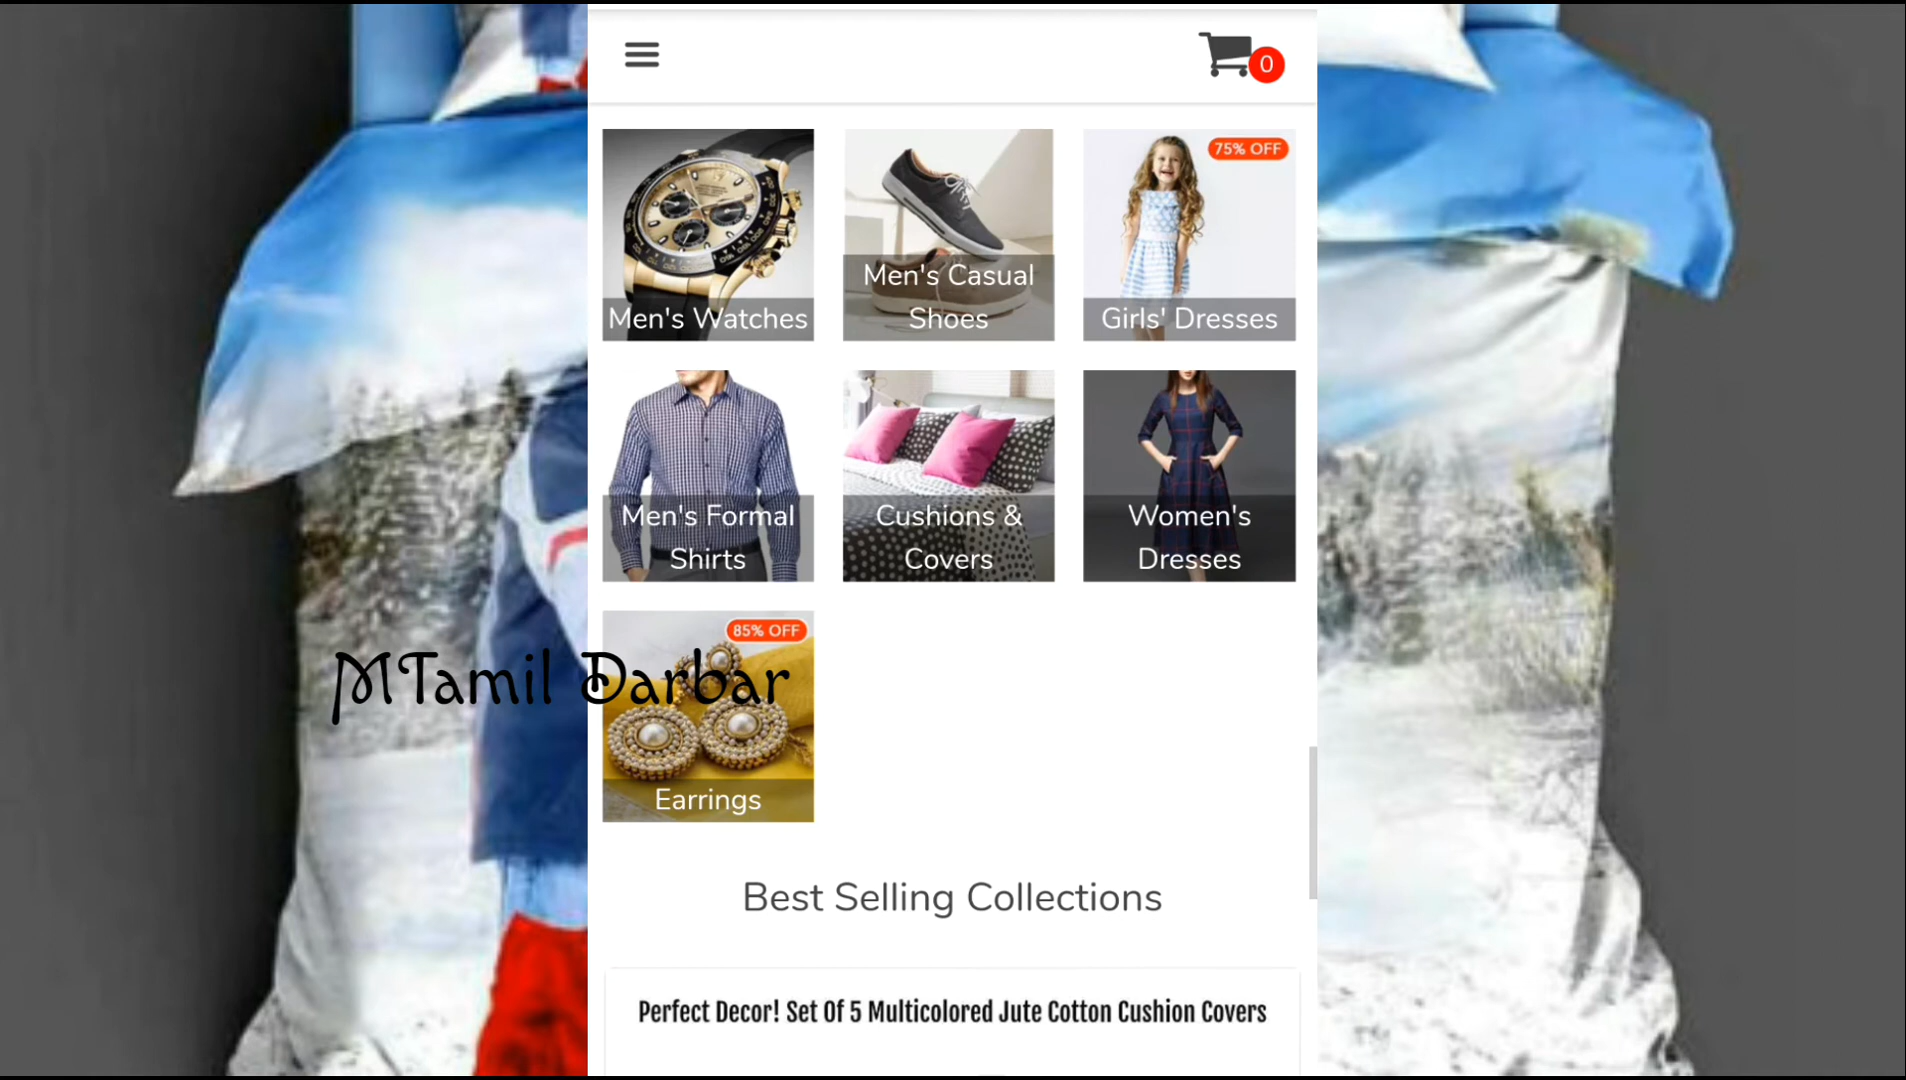 0
75% OFF
Men's Watches
Men's Casual
Shoes
Girls' Dresses
Men's Formal
Shirts
Cushions &
Covers
Women's
Dresses
85% OFF
MTamil Darbar
Earrings
Best Selling Collections
Perfect Decor! Set Of 5 Multicolored Jute Cotton Cushion Covers